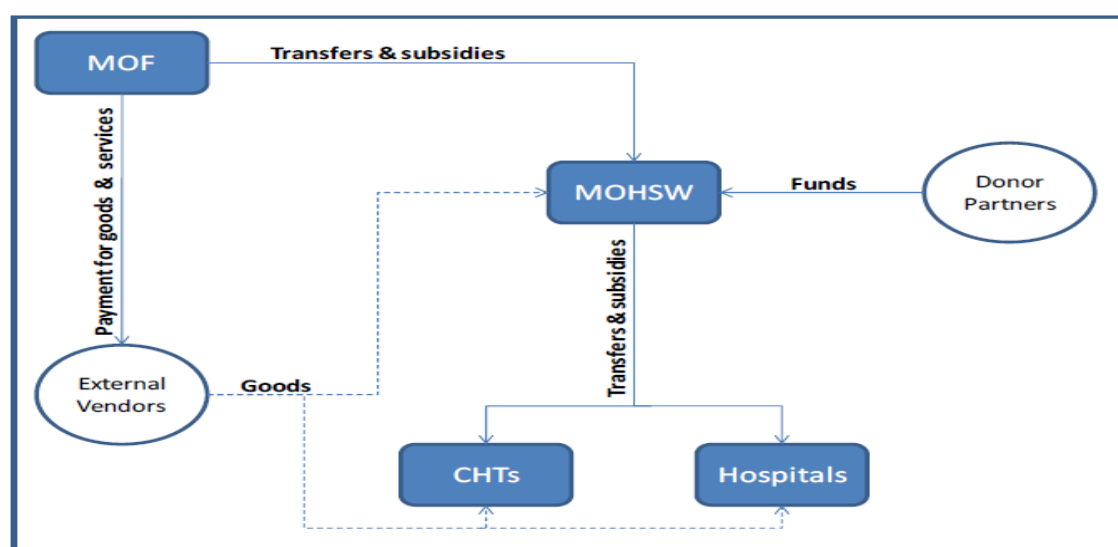 MOF
Transfers & subsidies
Payment for goods & services
MOHSW
Funds
Donor
Partners
Transfers & subsidies
External
Vendors
Goods
CHTs
Hospitals